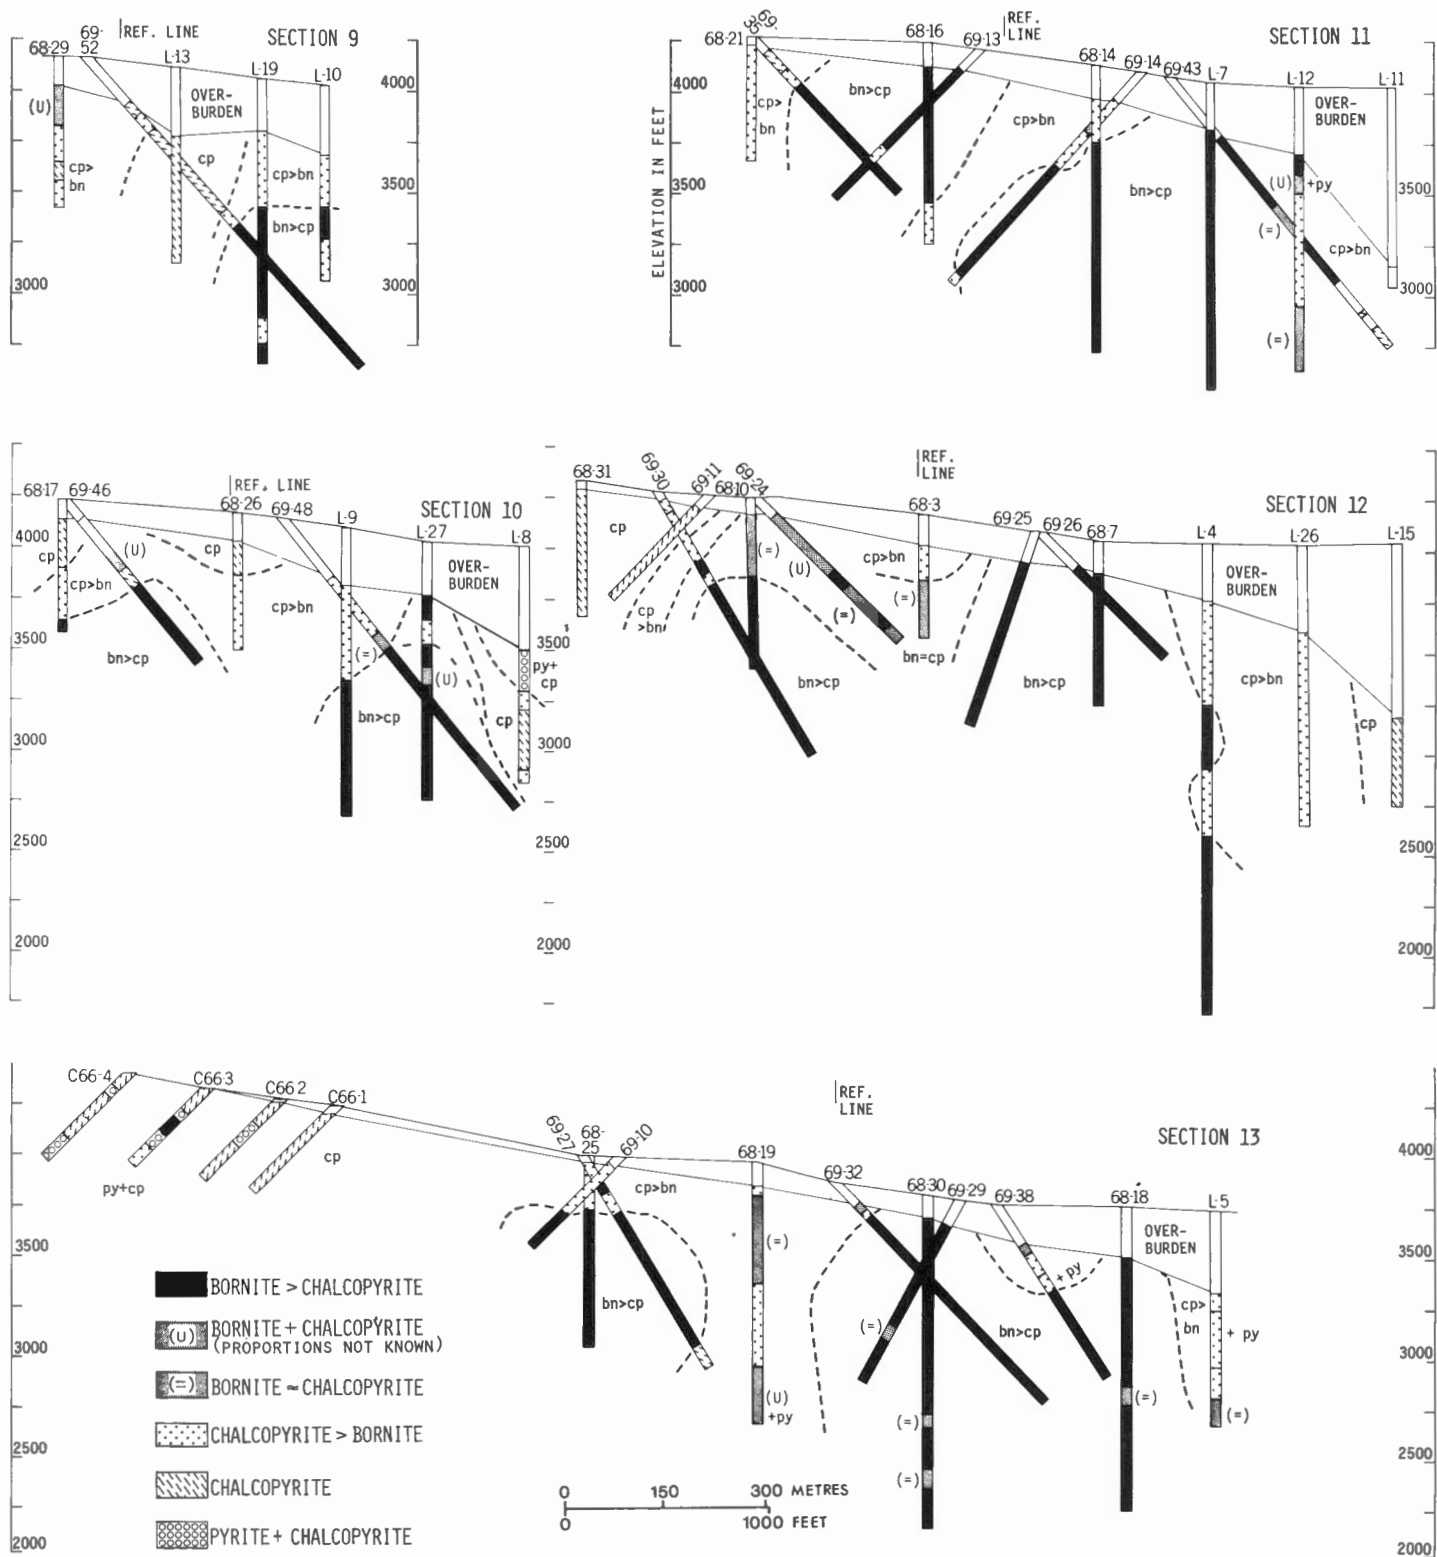 SECTION 9
REF. LINE
68-29
69-52
L-13
L-19
L-10
OVER-
BURDEN
(U)
cp>
bn
cp
cp>bn
bn>cp
3000
4000
3500
3000
SECTION 11
REF.
LINE
68-21
69-35
68-16
69-13
68-14
69-14
69-43
L-7
L-12
L-11
ELEVATION IN FEET
4000
3500
3000
cp>
bn
bn>cp
cp>bn
bn>cp
(U)
+py
(=)
(=)
cp>bn
OVER-
BURDEN
3500
3000
SECTION 10
REF. LINE
68-17
69-46
68-26
69-48
L-9
L-27
L-8
OVER-
BURDEN
4000
3500
3000
2500
2000
cp
cp>bn
(U)
cp
bn>cp
cp>bn
(=)
(U)
bn>cp
py+
cp
cp
3500
3000
2500
2000
SECTION 12
REF.
LINE
68-31
69-30
69-11
68-10
69-24
68-3
69-25
69-26
68-7
L-4
L-26
L-15
cp
cp
>bn
(=)
(U)
(=)
bn>cp
cp>bn
(=)
bn=cp
bn>cp
OVER-
BURDEN
cp>bn
cp
2500
2000
SECTION 13
REF.
LINE
C66-4
C66-3
C66-2
C66-1
69-27
68-
25
69-10
68-19
69-32
68-30
69-29
69-38
68-18
L-5
py+cp
cp
cp>bn
bn>cp
(=)
(U)
+py
(=)
(=)
(=)
bn>cp
+ py
(=)
OVER-
BURDEN
cp>
bn
+ py
(=)
3500
3000
2500
2000
4000
3500
3000
2500
2000
BORNITE > CHALCOPYRITE
(U) BORNITE + CHALCOPYRITE
(PROPORTIONS NOT KNOWN)
(=) BORNITE ≈ CHALCOPYRITE
CHALCOPYRITE > BORNITE
CHALCOPYRITE
PYRITE + CHALCOPYRITE
0 150 300 METRES
0 1000 FEET